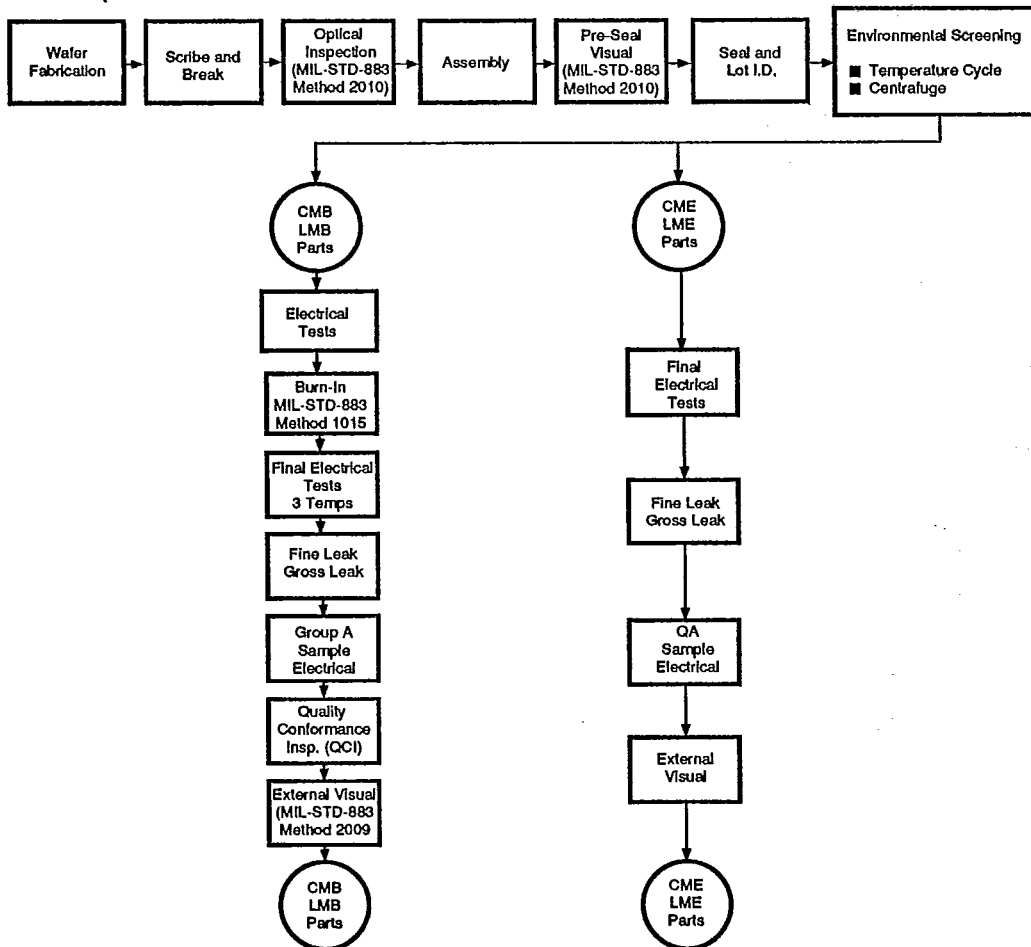 Wafer
Fabrication
Scribe and
Break
Optical
Inspection
(MIL-STD-883
Method 2010)
Assembly
Pre-Seal
Visual
(MIL-STD-883
Method 2010)
Seal and
Lot I.D.
Environmental Screening
■ Temperature Cycle
■ Centrafuge
CMB
LMB
Parts
Electrical
Tests
Burn-In
MIL-STD-883
Method 1015
Final Electrical
Tests
3 Temps
Fine Leak
Gross Leak
Group A
Sample
Electrical
Quality
Conformance
Insp. (QCI)
External Visual
(MIL-STD-883
Method 2009
CMB
LMB
Parts
CME
LME
Parts
Final
Electrical
Tests
Fine Leak
Gross Leak
QA
Sample
Electrical
External
Visual
CME
LME
Parts